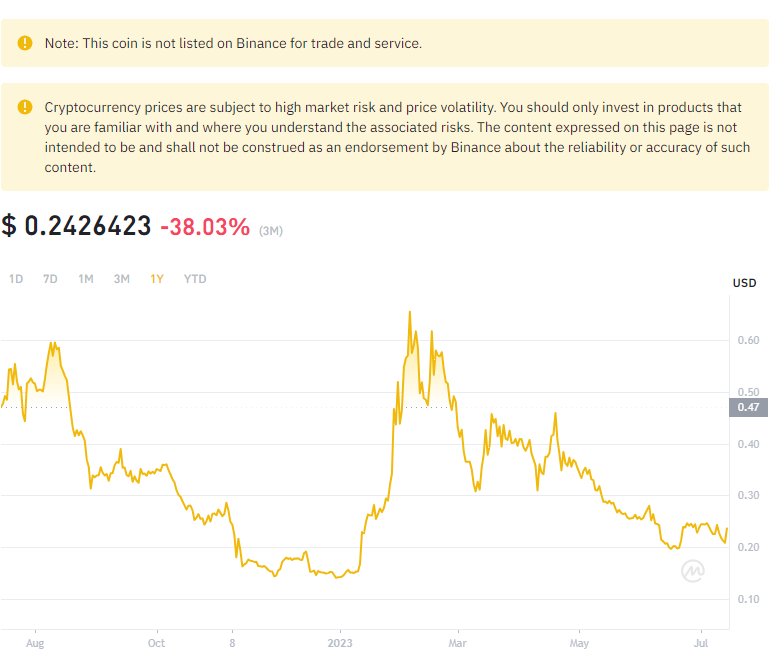 Note: This coin is not listed on Binance for trade and service.
Cryptocurrency prices are subject to high market risk and price volatility. You should only invest in products that
you are familiar with and where you understand the associated risks. The content expressed on this page is not
intended to be and shall not be construed as an endorsement by Binance about the reliability or accuracy of such
content.
$ 0.2426423 -38.03% (3M)
1D 7D 1M 3M 1Y YTD
USD
0.60
0.50
0.47
0.40
0.30
0.20
0.10
Aug Oct 8 2023 Mar May Jul